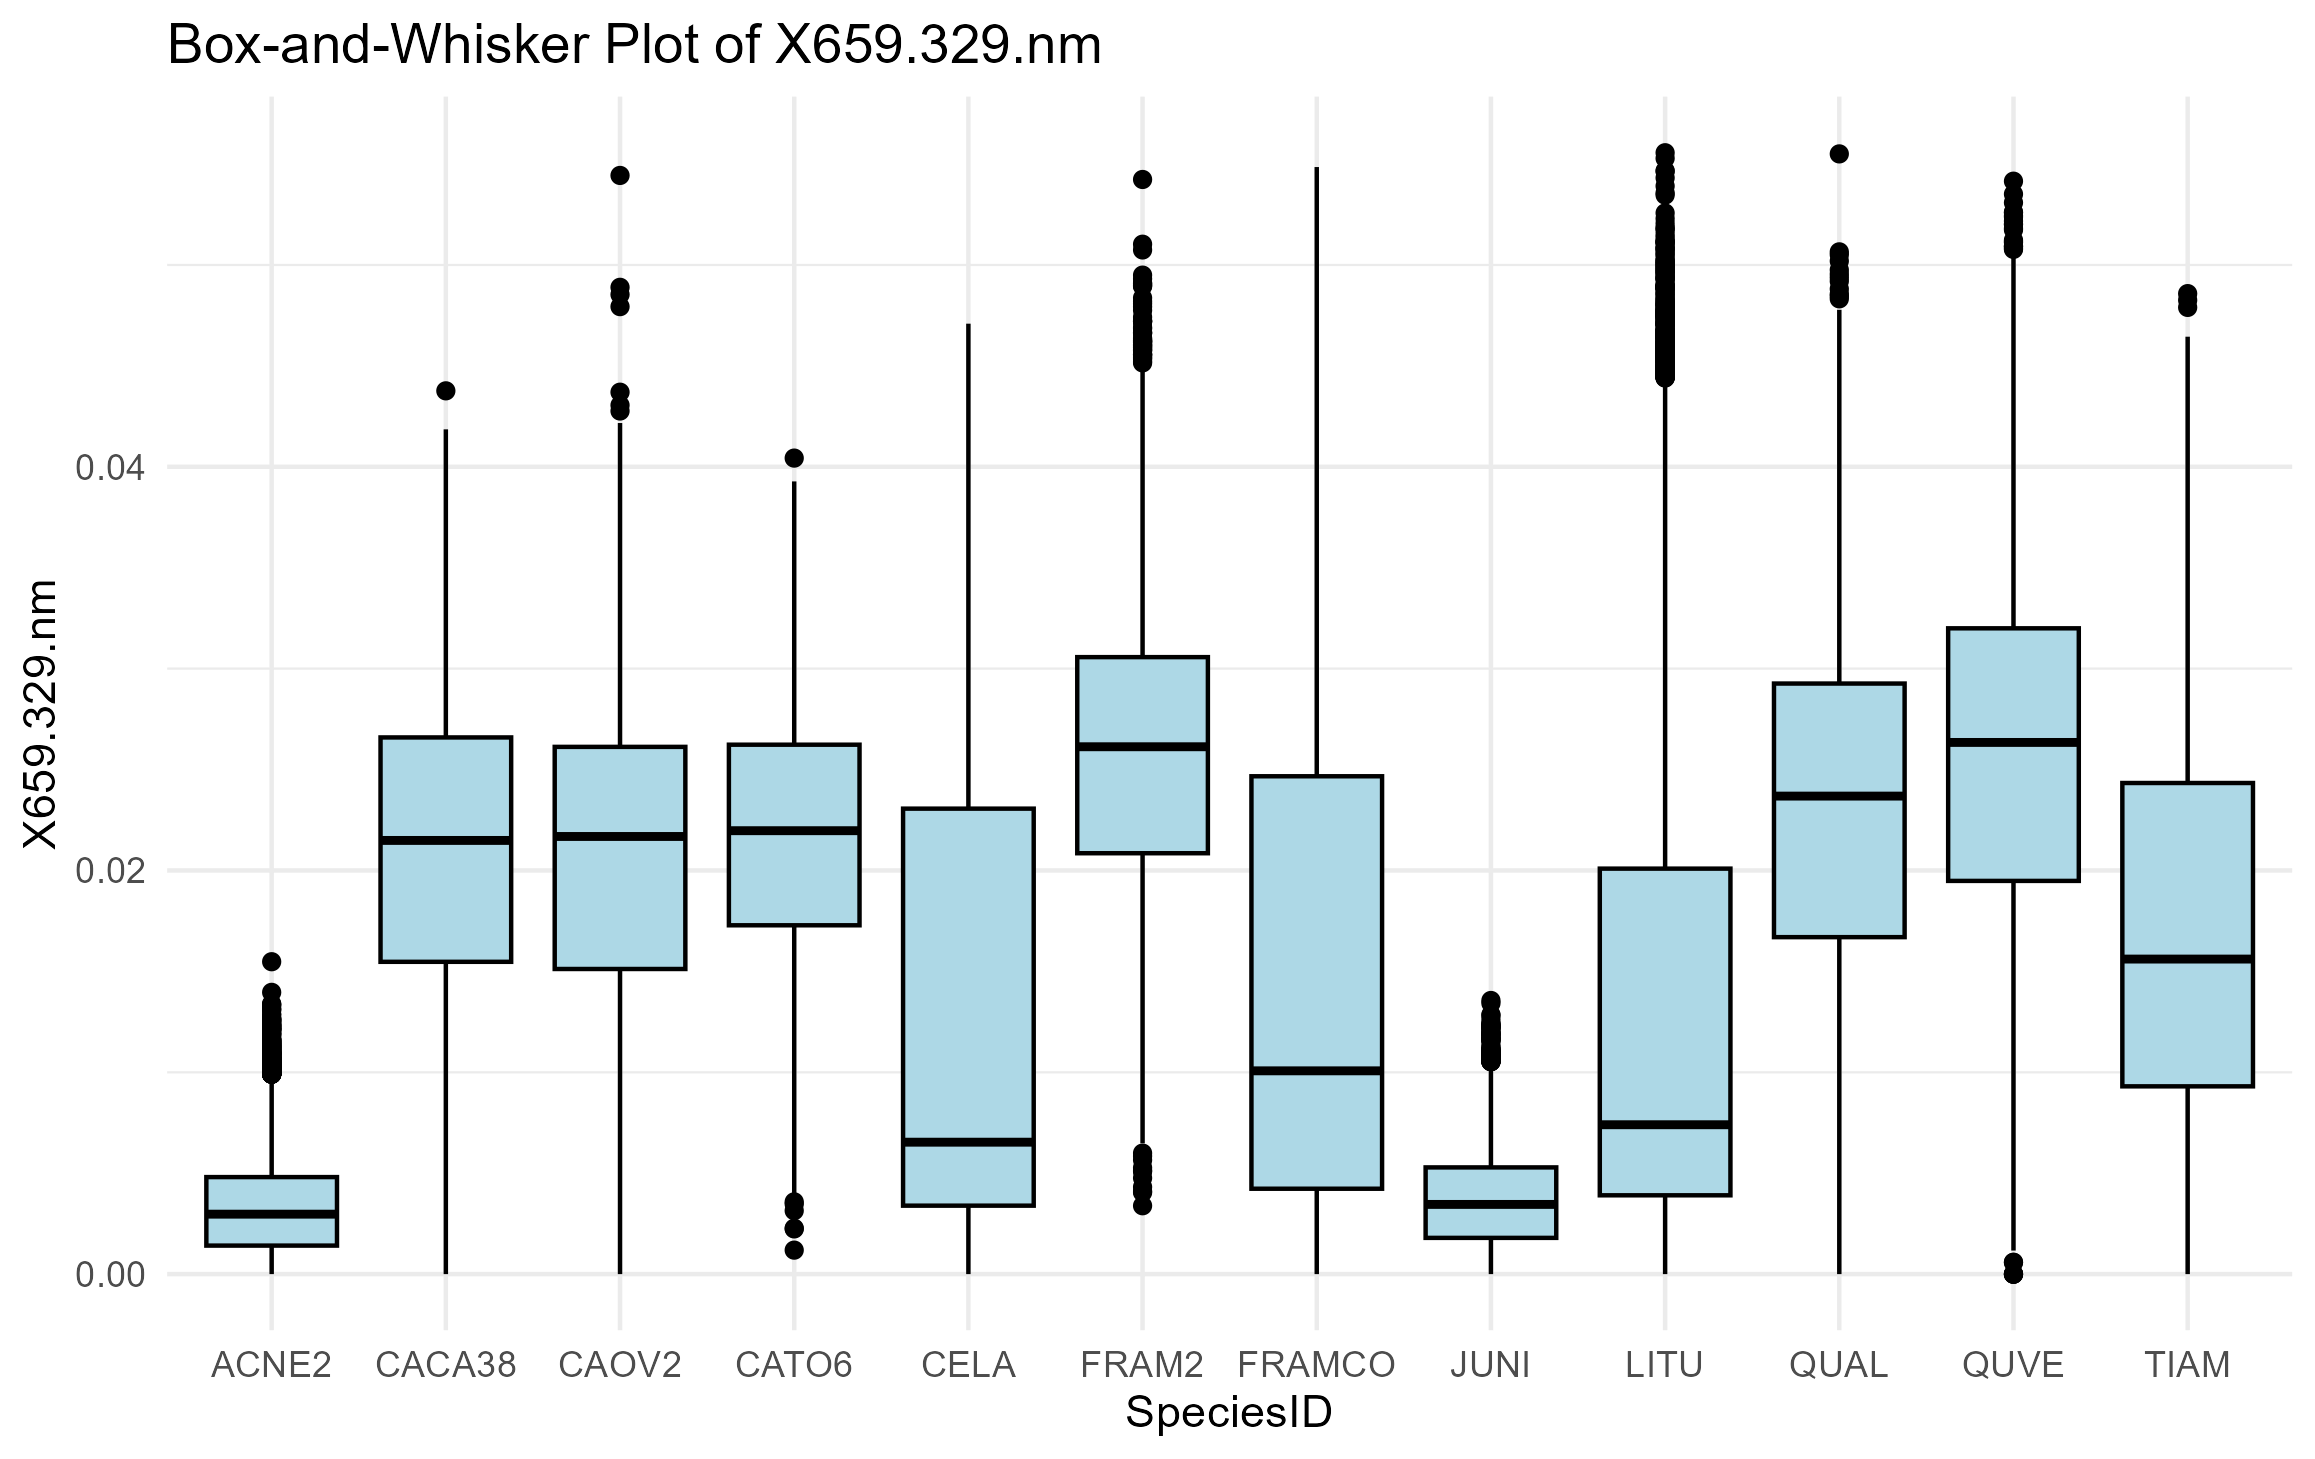 Box-and-Whisker Plot of X659.329.nm
X659.329.nm
0.04
0.02
0.00
ACNE2 CACA38 CAOV2 CATO6 CELA FRAM2 FRAMCO JUNI LITU QUAL QUVE TIAM
SpeciesID